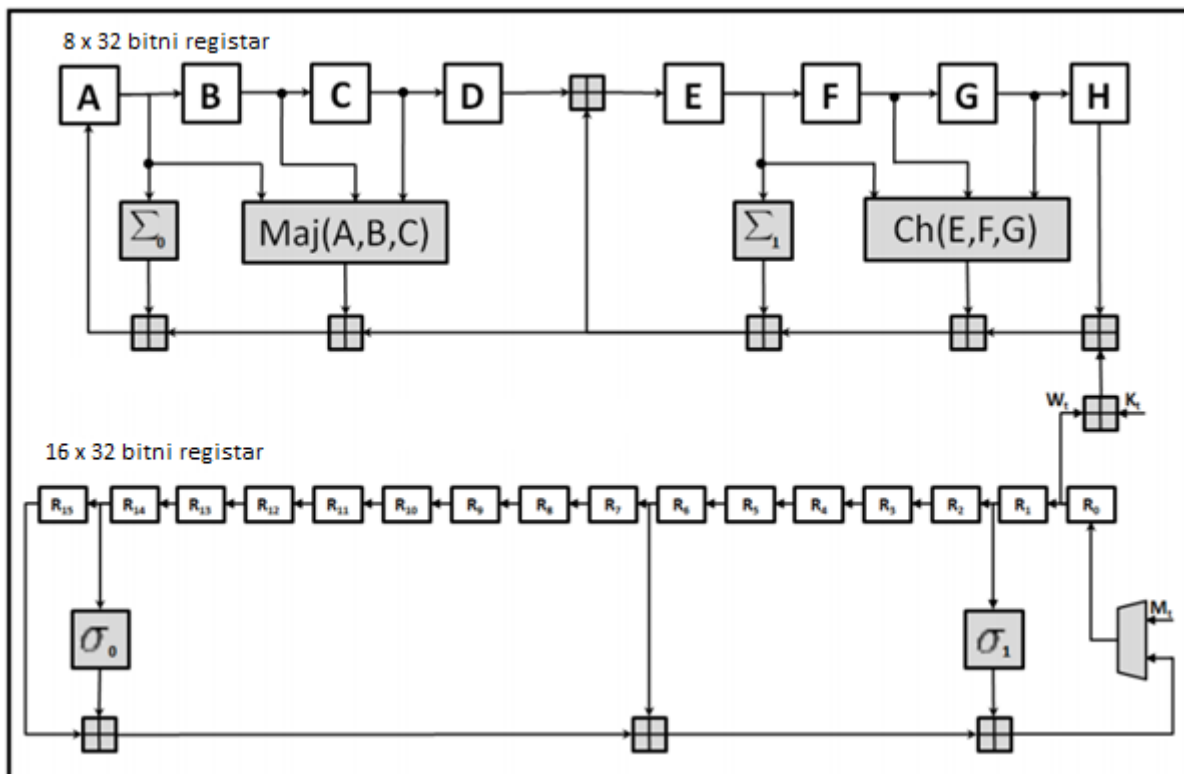 8 x 32 bitni registar
A B C D E F G H
Σ₀ Maj(A,B,C) Σ₁ Ch(E,F,G)
Wₜ Kₜ
16 x 32 bitni registar
R₁₅ R₁₄ R₁₃ R₁₂ R₁₁ R₁₀ R₉ R₈ R₇ R₆ R₅ R₄ R₃ R₂ R₁ R₀
Mₜ
σ₀ σ₁